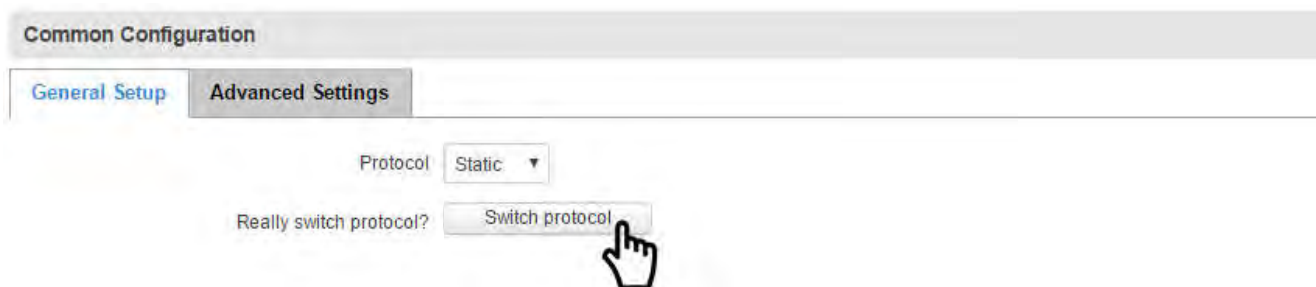 Common Configuration
General Setup Advanced Settings
Protocol Static
Really switch protocol? Switch protocol